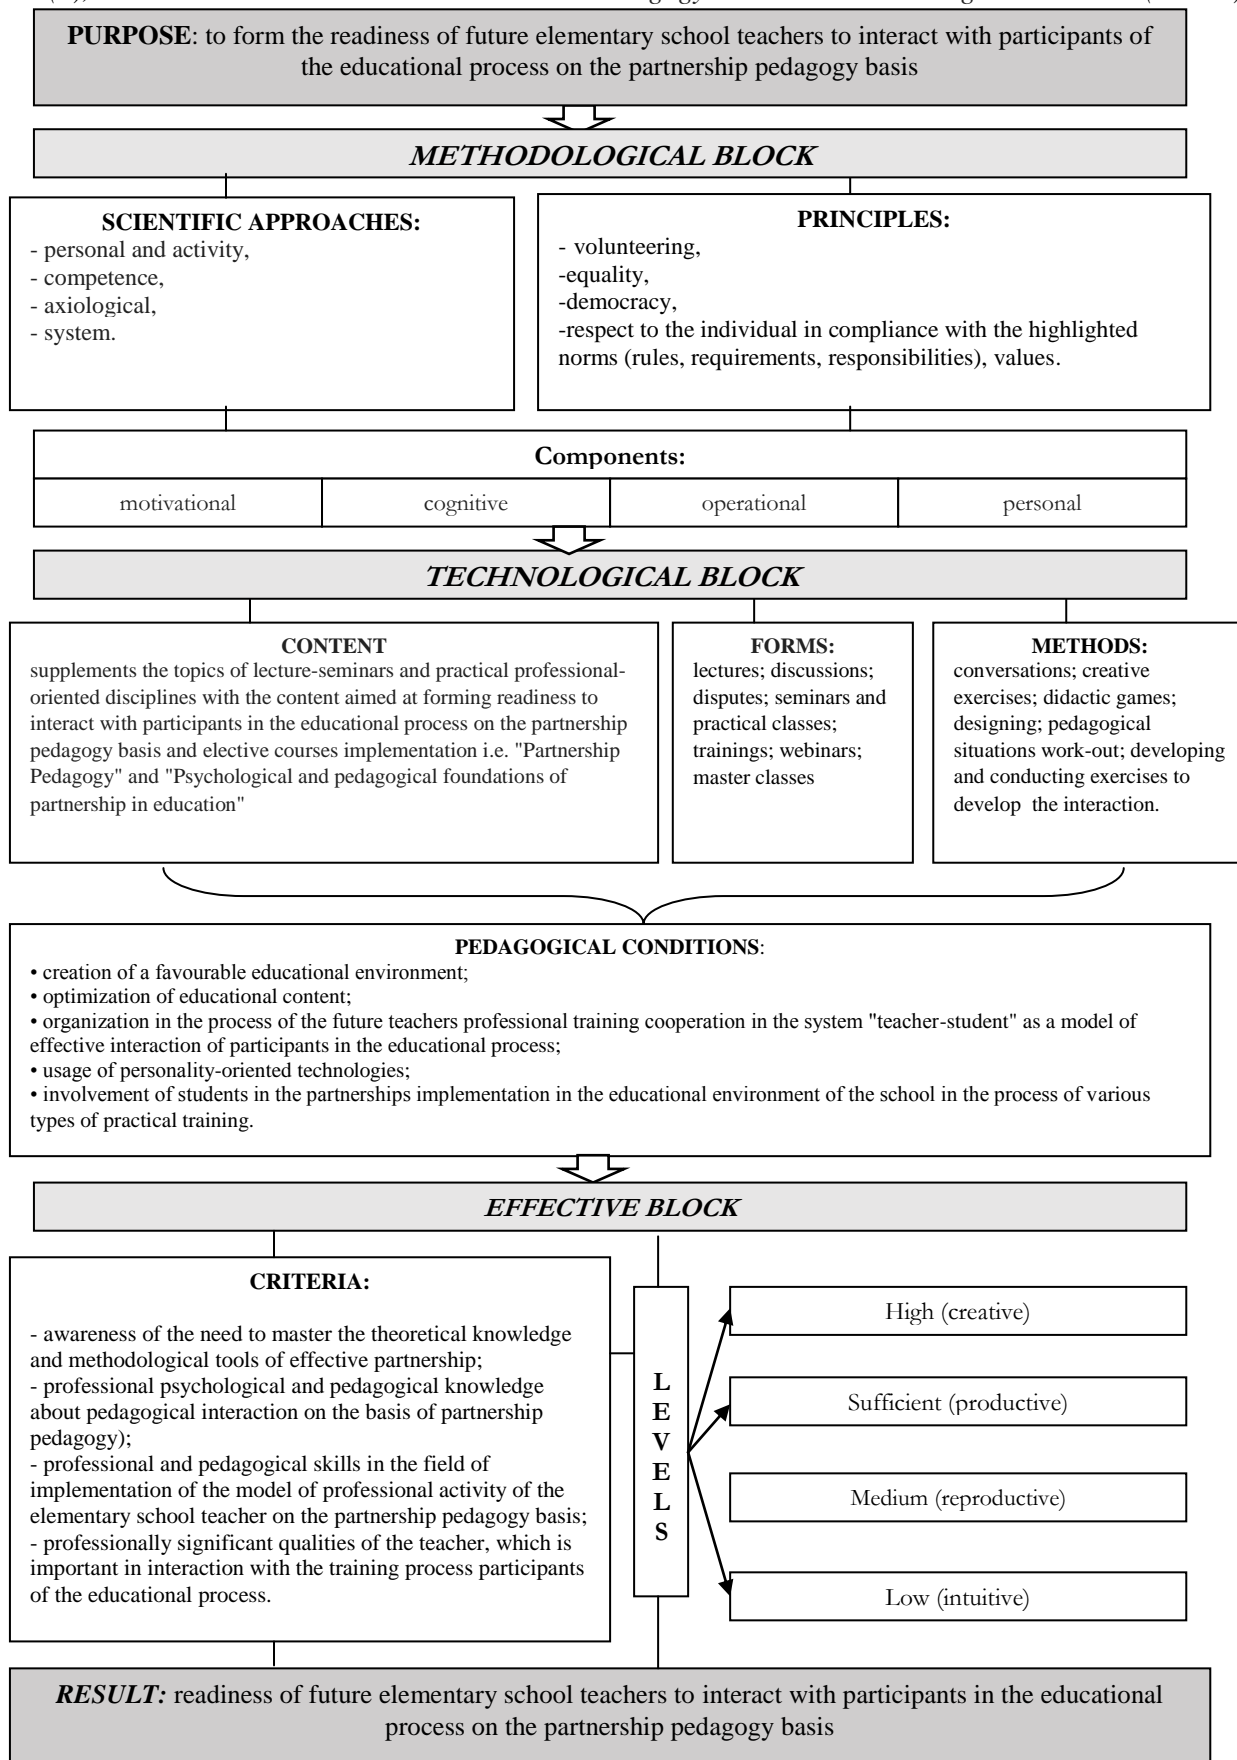 PURPOSE: to form the readiness of future elementary school teachers to interact with participants of
the educational process on the partnership pedagogy basis
METHODOLOGICAL BLOCK
SCIENTIFIC APPROACHES:
- personal and activity,
- competence,
- axiological,
- system.
PRINCIPLES:
- volunteering,
-equality,
-democracy,
-respect to the individual in compliance with the highlighted
norms (rules, requirements, responsibilities), values.
Components:
motivational cognitive operational personal
TECHNOLOGICAL BLOCK
CONTENT
supplements the topics of lecture-seminars and practical professional-
oriented disciplines with the content aimed at forming readiness to
interact with participants in the educational process on the partnership
pedagogy basis and elective courses implementation i.e. "Partnership
Pedagogy" and "Psychological and pedagogical foundations of
partnership in education"
FORMS:
lectures; discussions;
disputes; seminars and
practical classes;
trainings; webinars;
master classes
METHODS:
conversations; creative
exercises; didactic games;
designing; pedagogical
situations work-out; developing
and conducting exercises to
develop the interaction.
PEDAGOGICAL CONDITIONS:
• creation of a favourable educational environment;
• optimization of educational content;
• organization in the process of the future teachers professional training cooperation in the system "teacher-student" as a model of
effective interaction of participants in the educational process;
• usage of personality-oriented technologies;
• involvement of students in the partnerships implementation in the educational environment of the school in the process of various
types of practical training.
EFFECTIVE BLOCK
CRITERIA:
- awareness of the need to master the theoretical knowledge
and methodological tools of effective partnership;
- professional psychological and pedagogical knowledge
about pedagogical interaction on the basis of partnership
pedagogy);
- professional and pedagogical skills in the field of
implementation of the model of professional activity of the
elementary school teacher on the partnership pedagogy basis;
- professionally significant qualities of the teacher, which is
important in interaction with the training process participants
of the educational process.
L
E
V
E
L
S
High (creative)
Sufficient (productive)
Medium (reproductive)
Low (intuitive)
RESULT: readiness of future elementary school teachers to interact with participants in the educational
process on the partnership pedagogy basis